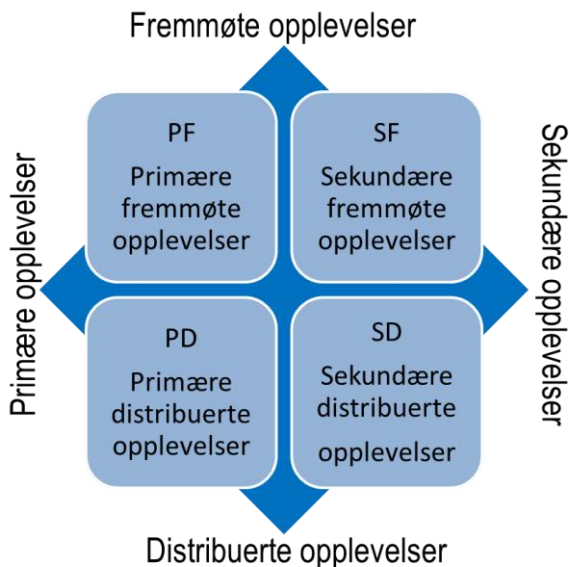 Fremmøte opplevelser
PF
Primære
fremmøte
opplevelser
SF
Sekundære
fremmøte
opplevelser
Primære opplevelser
Sekundære opplevelser
PD
Primære
distribuerte
opplevelser
SD
Sekundære
distribuerte
opplevelser
Distribuerte opplevelser